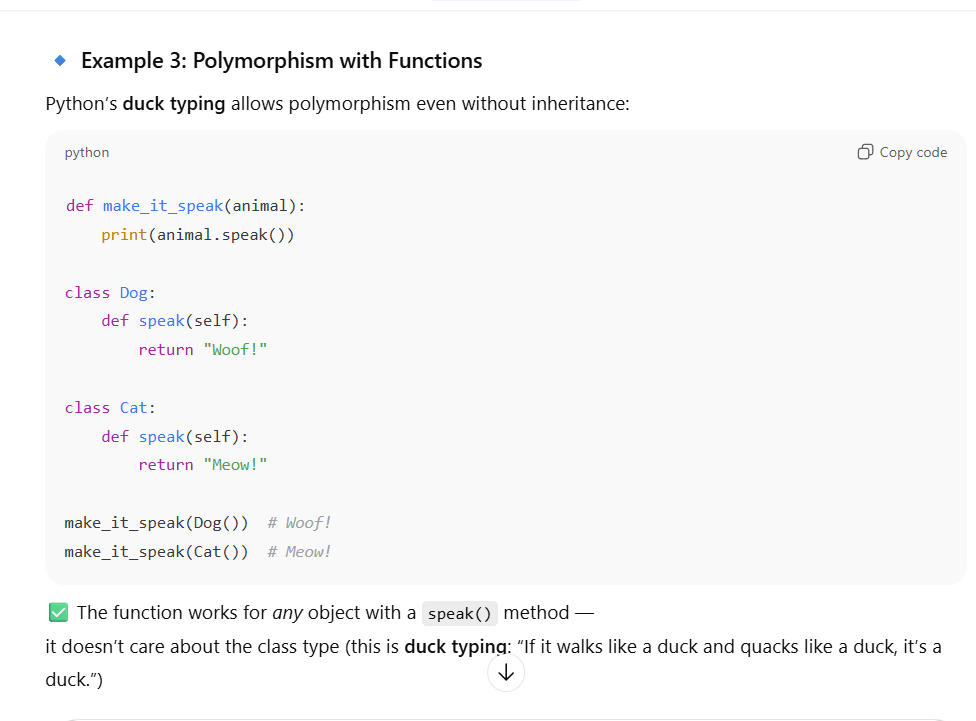 Example 3: Polymorphism with Functions
Python’s duck typing allows polymorphism even without inheritance:
python
Copy code
def make_it_speak(animal):
    print(animal.speak())
class Dog:
    def speak(self):
        return "Woof!"
class Cat:
    def speak(self):
        return "Meow!"
make_it_speak(Dog())  # Woof!
make_it_speak(Cat())  # Meow!
✅ The function works for any object with a speak() method —
it doesn’t care about the class type (this is duck typing: “If it walks like a duck and quacks like a duck, it’s a
duck.”)